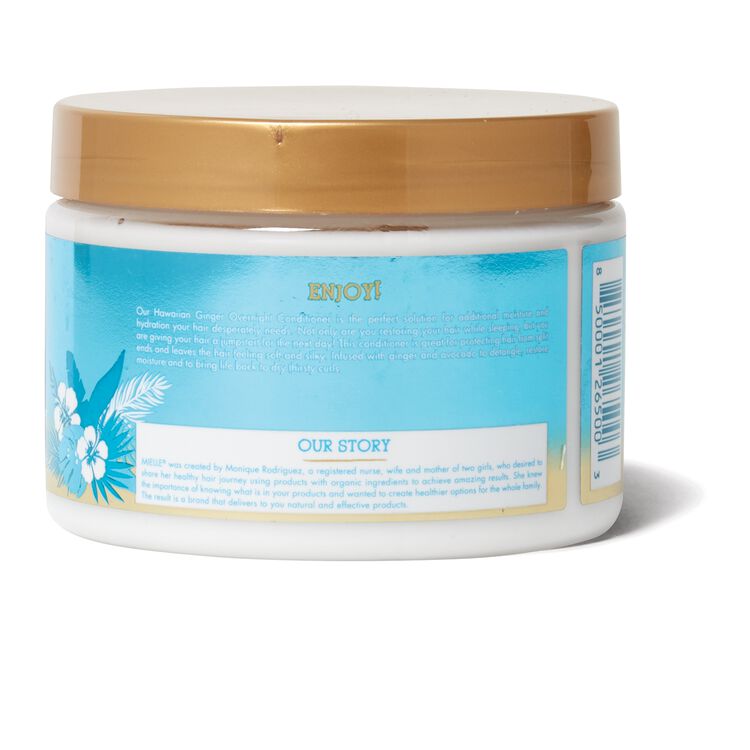 ENJOY!
Our Hawaiian Ginger Overnight Conditioner is the perfect solution for additional moisture and
hydration your hair desperately needs. Not only are you restoring your hair while sleeping, but you
are giving your hair a jumpstart for the next day! This conditioner is great for protecting hair from split
ends and leaves the hair feeling soft and silky. Infused with ginger and avocado to detangle, restore
moisture and to bring life back to dry thirsty curls.
OUR STORY
MIELLE® was created by Monique Rodriguez, a registered nurse, wife and mother of two girls, who desired to
share her healthy hair journey using products with organic ingredients to achieve amazing results. She knew
the importance of knowing what is in your products and wanted to create healthier options for the whole family.
The result is a brand that delivers to you natural and effective products.
8 50001 26500 3